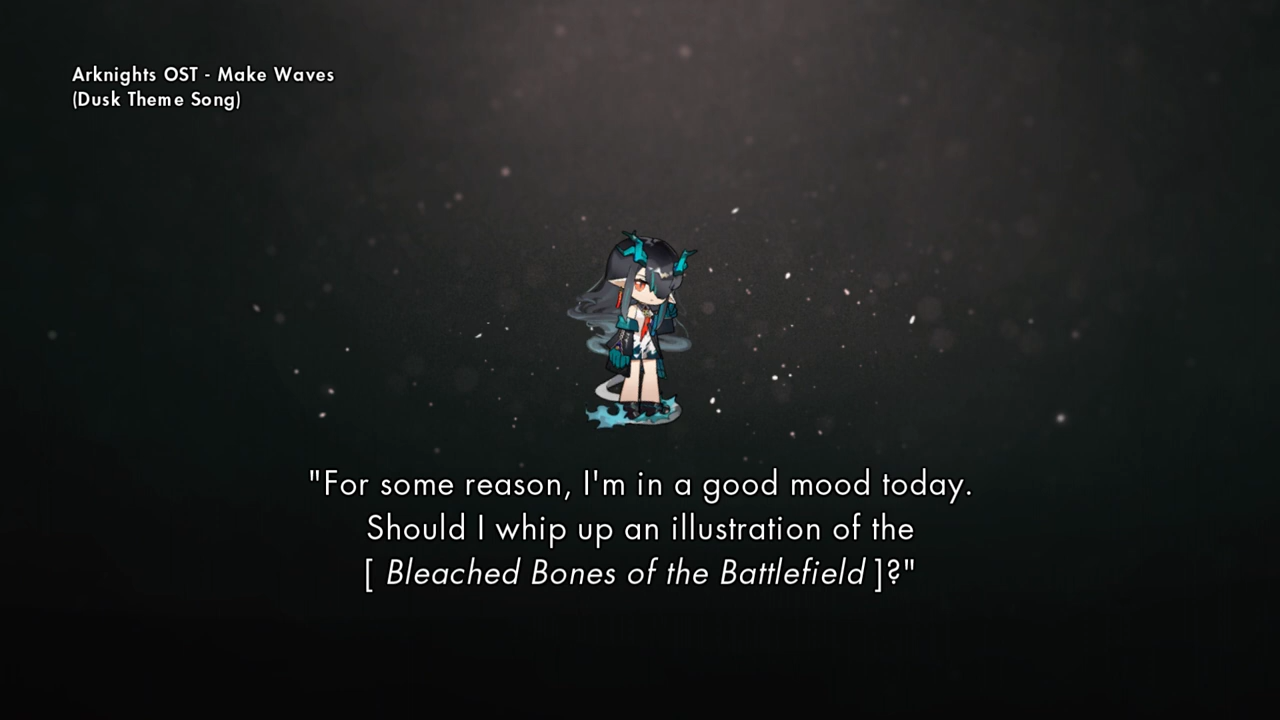 Arknights OST - Make Waves
(Dusk Theme Song)
"For some reason, I'm in a good mood today.
Should I whip up an illustration of the
[ Bleached Bones of the Battlefield ]?"